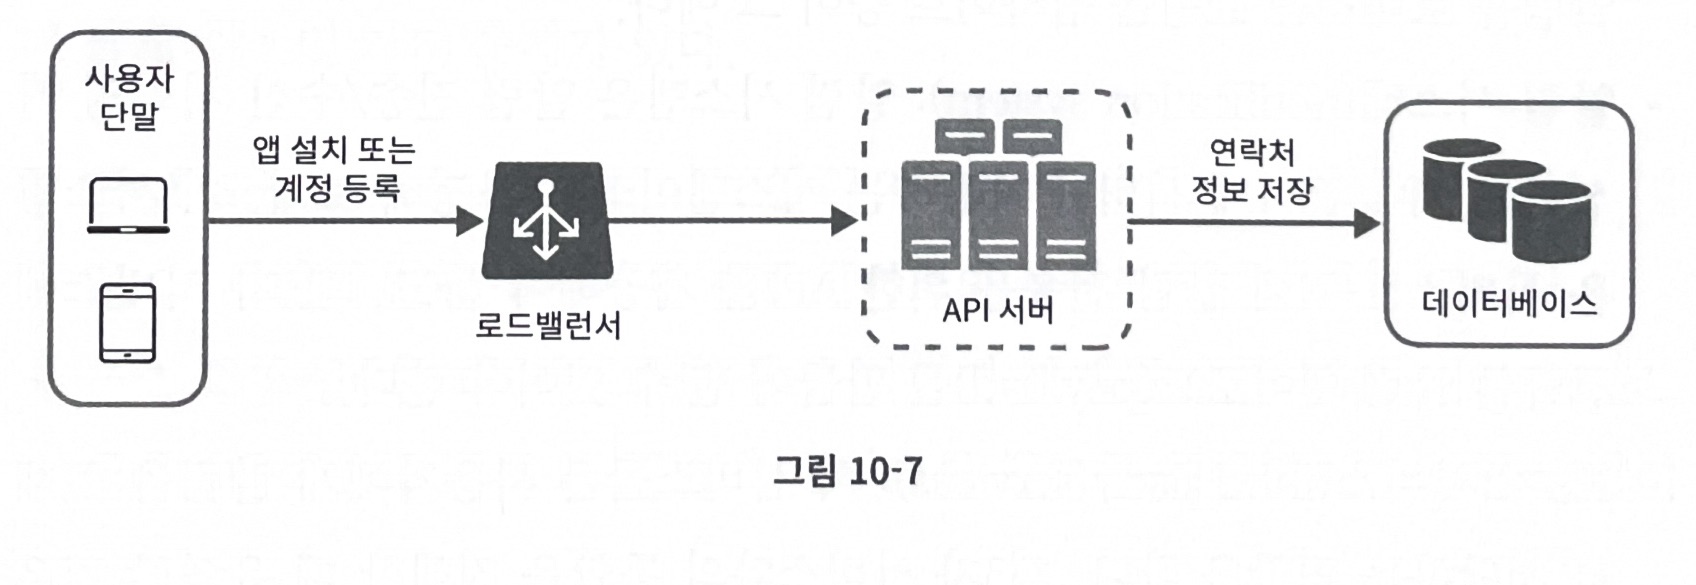 사용자
단말
앱 설치 또는
계정 등록
로드밸런서
API 서버
연락처
정보 저장
데이터베이스
그림 10-7